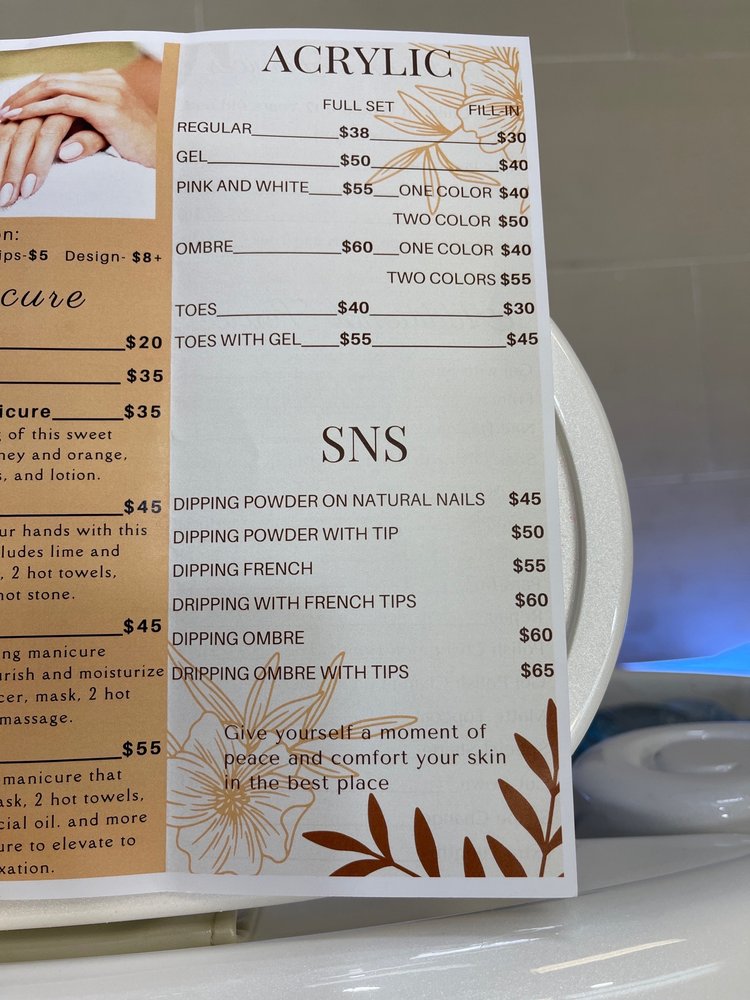 n:
ips-$5 Design- $8+
cure
$20
$35
icure $35
g of this sweet
ney and orange,
s, and lotion.
$45
ur hands with this
ludes lime and
, 2 hot towels,
hot stone.
$45
ng manicure
urish and moisturize
cer, mask, 2 hot
massage.
$55
manicure that
ask, 2 hot towels,
cial oil. and more
ure to elevate to
xation.
ACRYLIC
FULL SET FILL-IN
REGULAR $38 $30
GEL $50 $40
PINK AND WHITE $55 ONE COLOR $40
TWO COLOR $50
OMBRE $60 ONE COLOR $40
TWO COLORS $55
TOES $40 $30
TOES WITH GEL $55 $45
SNS
DIPPING POWDER ON NATURAL NAILS $45
DIPPING POWDER WITH TIP $50
DIPPING FRENCH $55
DRIPPING WITH FRENCH TIPS $60
DIPPING OMBRE $60
DRIPPING OMBRE WITH TIPS $65
Give yourself a moment of
peace and comfort your skin
in the best place